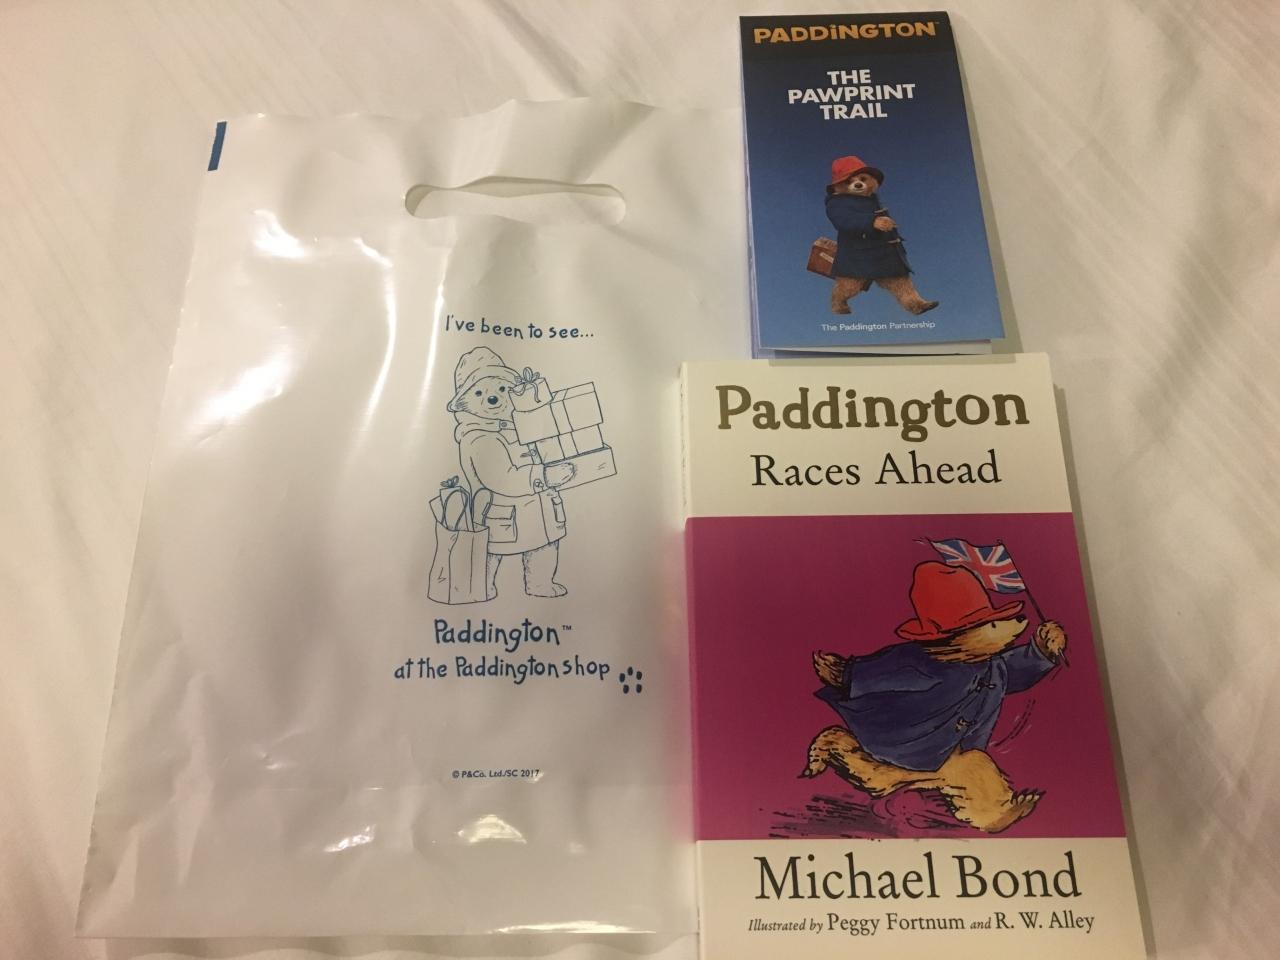 I've been to see...
Paddington™
at the Paddington shop
© P&Co. Ltd./SC 2017
PADDiNGTON™
THE
PAWPRINT
TRAIL
The Paddington Partnership
Paddington
Races Ahead
Michael Bond
Illustrated by Peggy Fortnum and R. W. Alley